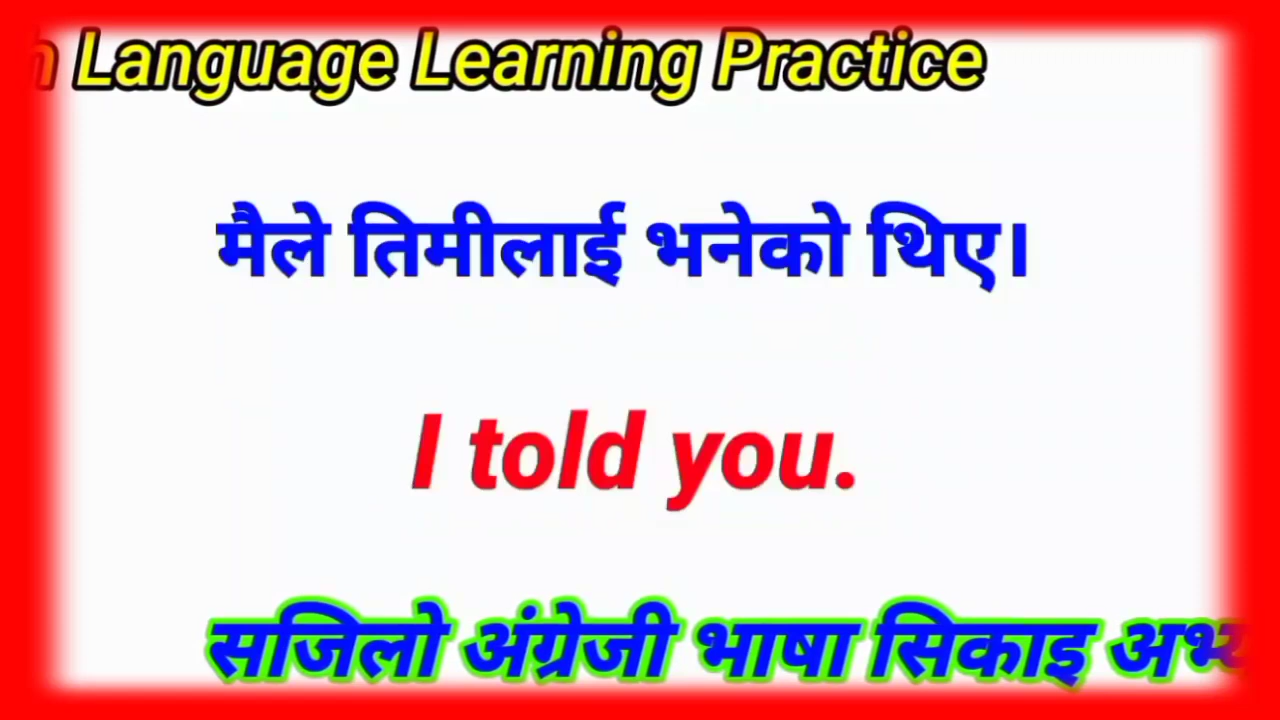 Language Learning Practice
मैले तिमीलाई भनेको थिए।
I told you.
सजिलो अंग्रेजी भाषा सिकाइ